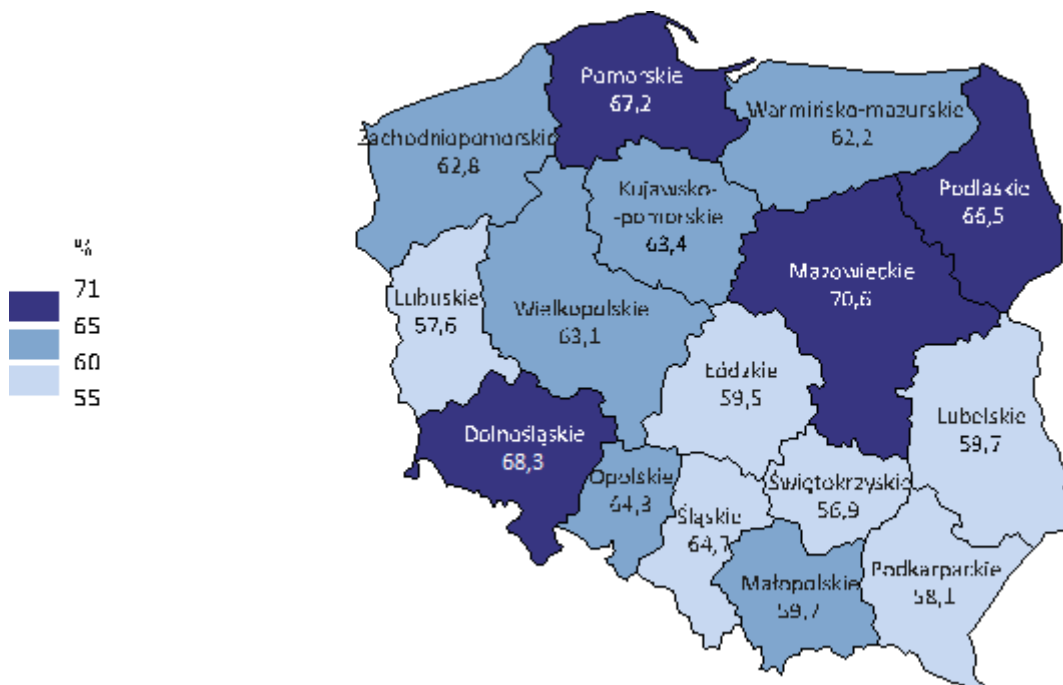 Pomorskie
67,2
Warmińsko-mazurskie
62,2
Zachodniopomorskie
62,8
Kujawsko-
-pomorskie
63,4
Podlaskie
66,5
%
71
65
60
55
Lubuskie
57,6
Wielkopolskie
63,1
Mazowieckie
70,6
Łódzkie
59,5
Lubelskie
59,7
Dolnośląskie
68,3
Opolskie
64,3
Śląskie
64,7
Świętokrzyskie
56,9
Małopolskie
59,7
Podkarpackie
58,1